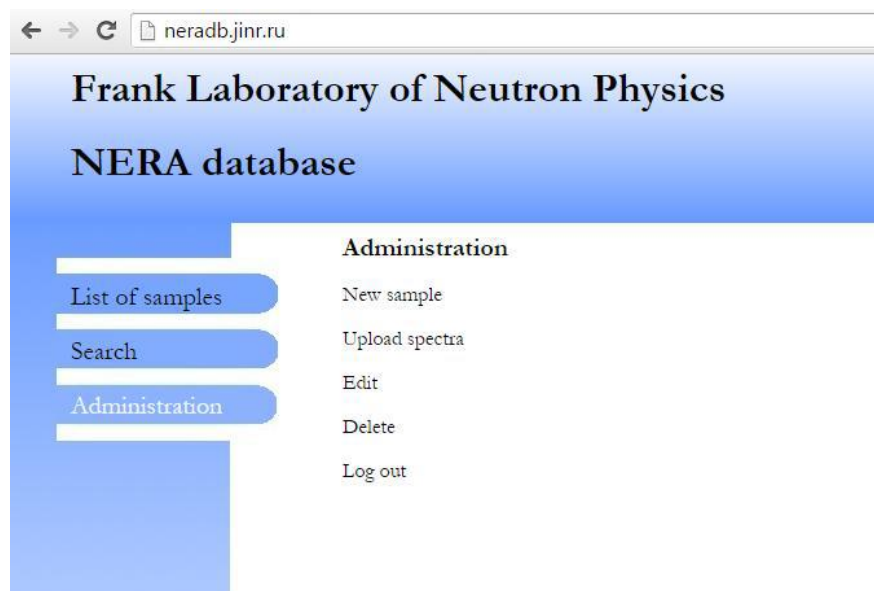 neradb.jinr.ru
Frank Laboratory of Neutron Physics
NERA database
List of samples
Search
Administration
Administration
New sample
Upload spectra
Edit
Delete
Log out